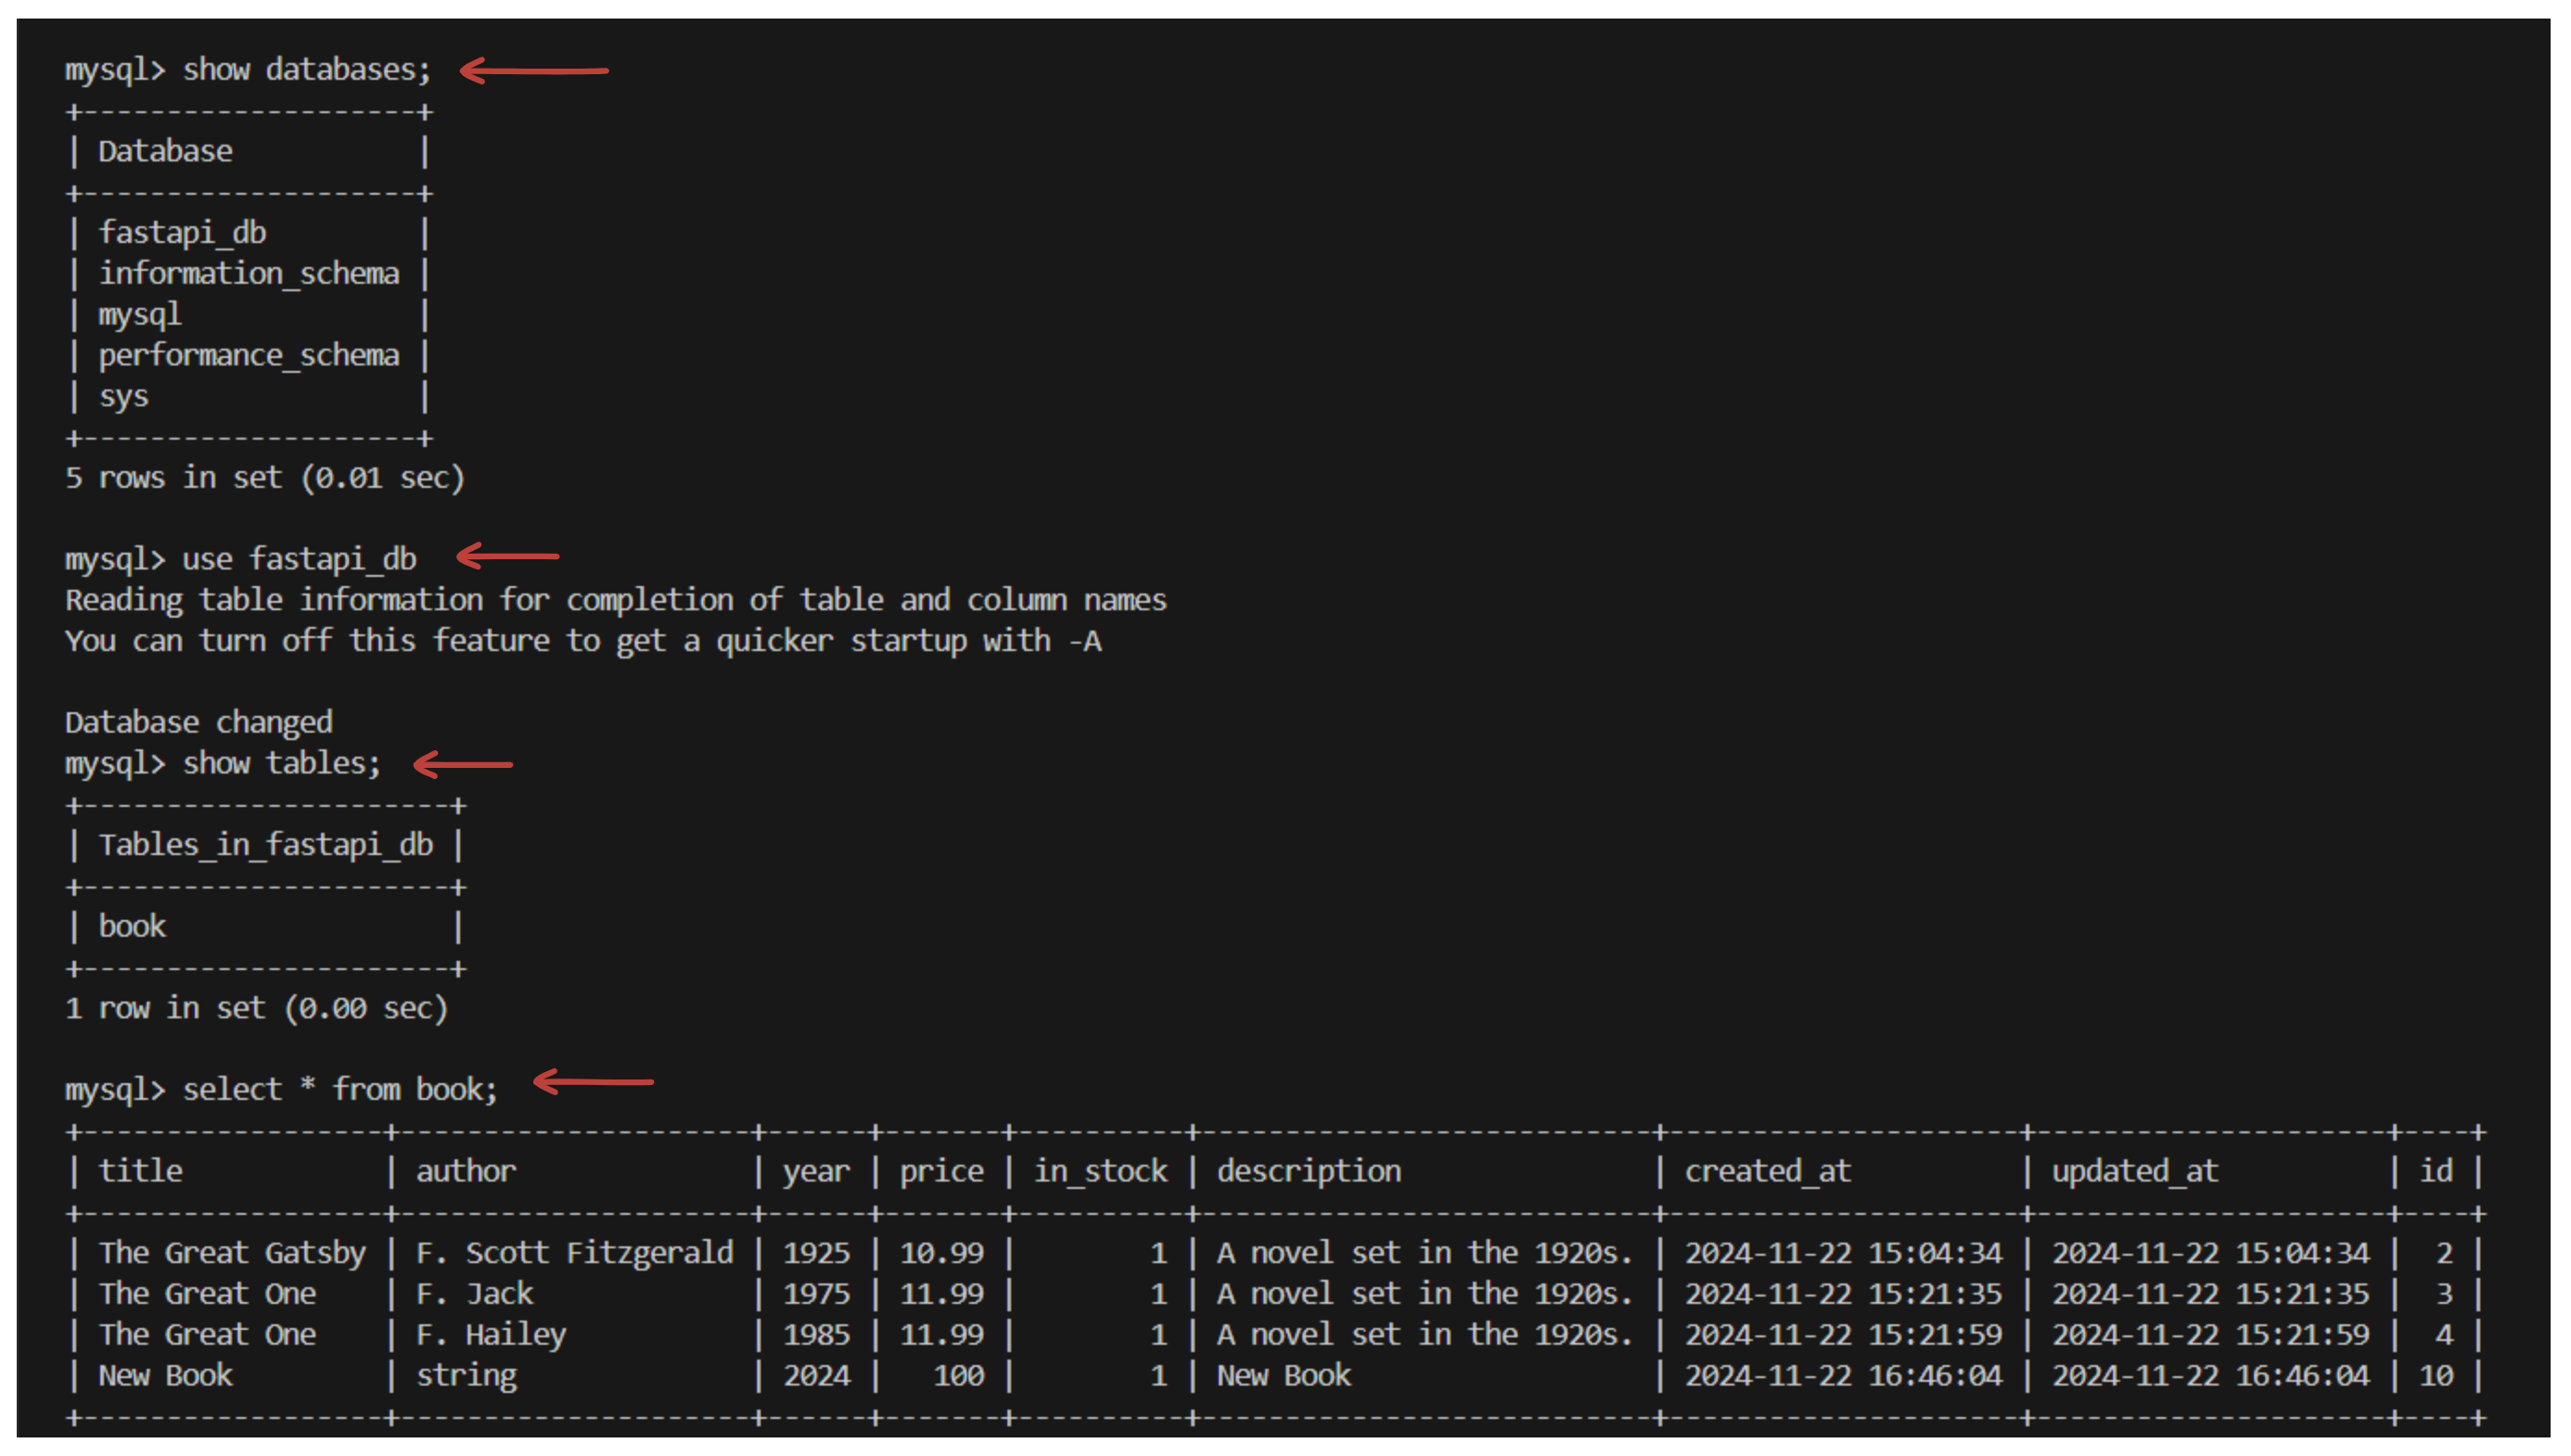 mysql> show databases;
+--------------------+
| Database           |
+--------------------+
| fastapi_db         |
| information_schema |
| mysql              |
| performance_schema |
| sys                |
+--------------------+
5 rows in set (0.01 sec)

mysql> use fastapi_db
Reading table information for completion of table and column names
You can turn off this feature to get a quicker startup with -A

Database changed
mysql> show tables;
+----------------------+
| Tables_in_fastapi_db |
+----------------------+
| book                 |
+----------------------+
1 row in set (0.00 sec)

mysql> select * from book;
+------------------+---------------------+------+-------+----------+---------------------------+---------------------+---------------------+----+
| title            | author              | year | price | in_stock | description               | created_at          | updated_at          | id |
+------------------+---------------------+------+-------+----------+---------------------------+---------------------+---------------------+----+
| The Great Gatsby | F. Scott Fitzgerald | 1925 | 10.99 |        1 | A novel set in the 1920s. | 2024-11-22 15:04:34 | 2024-11-22 15:04:34 |  2 |
| The Great One    | F. Jack             | 1975 | 11.99 |        1 | A novel set in the 1920s. | 2024-11-22 15:21:35 | 2024-11-22 15:21:35 |  3 |
| The Great One    | F. Hailey           | 1985 | 11.99 |        1 | A novel set in the 1920s. | 2024-11-22 15:21:59 | 2024-11-22 15:21:59 |  4 |
| New Book         | string              | 2024 |   100 |        1 | New Book                  | 2024-11-22 16:46:04 | 2024-11-22 16:46:04 | 10 |
+------------------+---------------------+------+-------+----------+---------------------------+---------------------+---------------------+----+